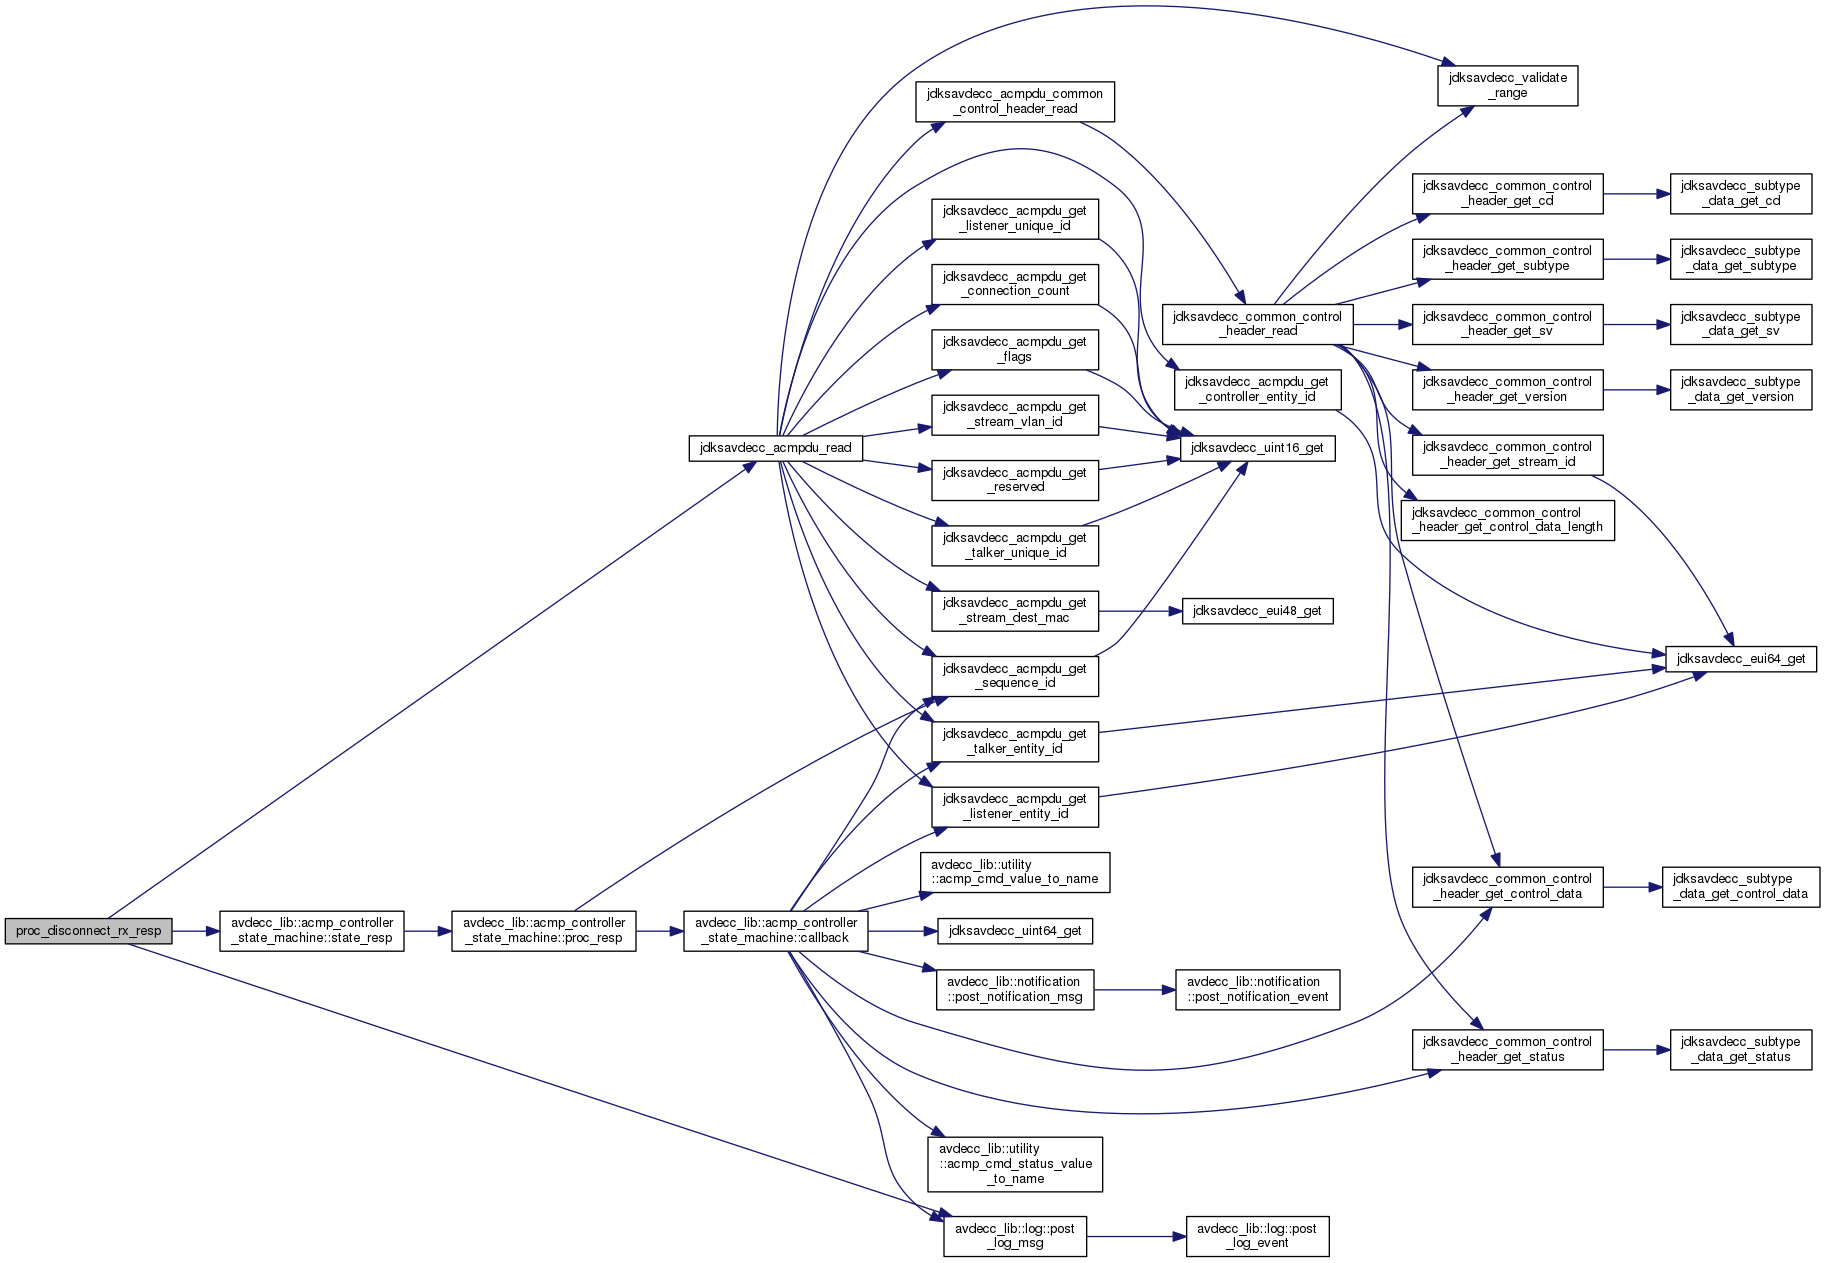 proc_disconnect_rx_resp
avdecc_lib::acmp_controller
_state_machine::state_resp
avdecc_lib::acmp_controller
_state_machine::proc_resp
jdksavdecc_acmpdu_read
avdecc_lib::acmp_controller
_state_machine::callback
jdksavdecc_acmpdu_common
_control_header_read
jdksavdecc_acmpdu_get
_listener_unique_id
jdksavdecc_acmpdu_get
_connection_count
jdksavdecc_acmpdu_get
_flags
jdksavdecc_acmpdu_get
_stream_vlan_id
jdksavdecc_acmpdu_get
_reserved
jdksavdecc_acmpdu_get
_talker_unique_id
jdksavdecc_acmpdu_get
_stream_dest_mac
jdksavdecc_acmpdu_get
_sequence_id
jdksavdecc_acmpdu_get
_talker_entity_id
jdksavdecc_acmpdu_get
_listener_entity_id
avdecc_lib::utility
::acmp_cmd_value_to_name
jdksavdecc_uint64_get
avdecc_lib::notification
::post_notification_msg
avdecc_lib::utility
::acmp_cmd_status_value
_to_name
avdecc_lib::log::post
_log_msg
jdksavdecc_common_control
_header_read
jdksavdecc_acmpdu_get
_controller_entity_id
jdksavdecc_uint16_get
jdksavdecc_eui48_get
avdecc_lib::notification
::post_notification_event
avdecc_lib::log::post
_log_event
jdksavdecc_validate
_range
jdksavdecc_common_control
_header_get_cd
jdksavdecc_common_control
_header_get_subtype
jdksavdecc_common_control
_header_get_sv
jdksavdecc_common_control
_header_get_version
jdksavdecc_common_control
_header_get_stream_id
jdksavdecc_common_control
_header_get_control_data_length
jdksavdecc_common_control
_header_get_control_data
jdksavdecc_common_control
_header_get_status
jdksavdecc_subtype
_data_get_cd
jdksavdecc_subtype
_data_get_subtype
jdksavdecc_subtype
_data_get_sv
jdksavdecc_subtype
_data_get_version
jdksavdecc_eui64_get
jdksavdecc_subtype
_data_get_control_data
jdksavdecc_subtype
_data_get_status